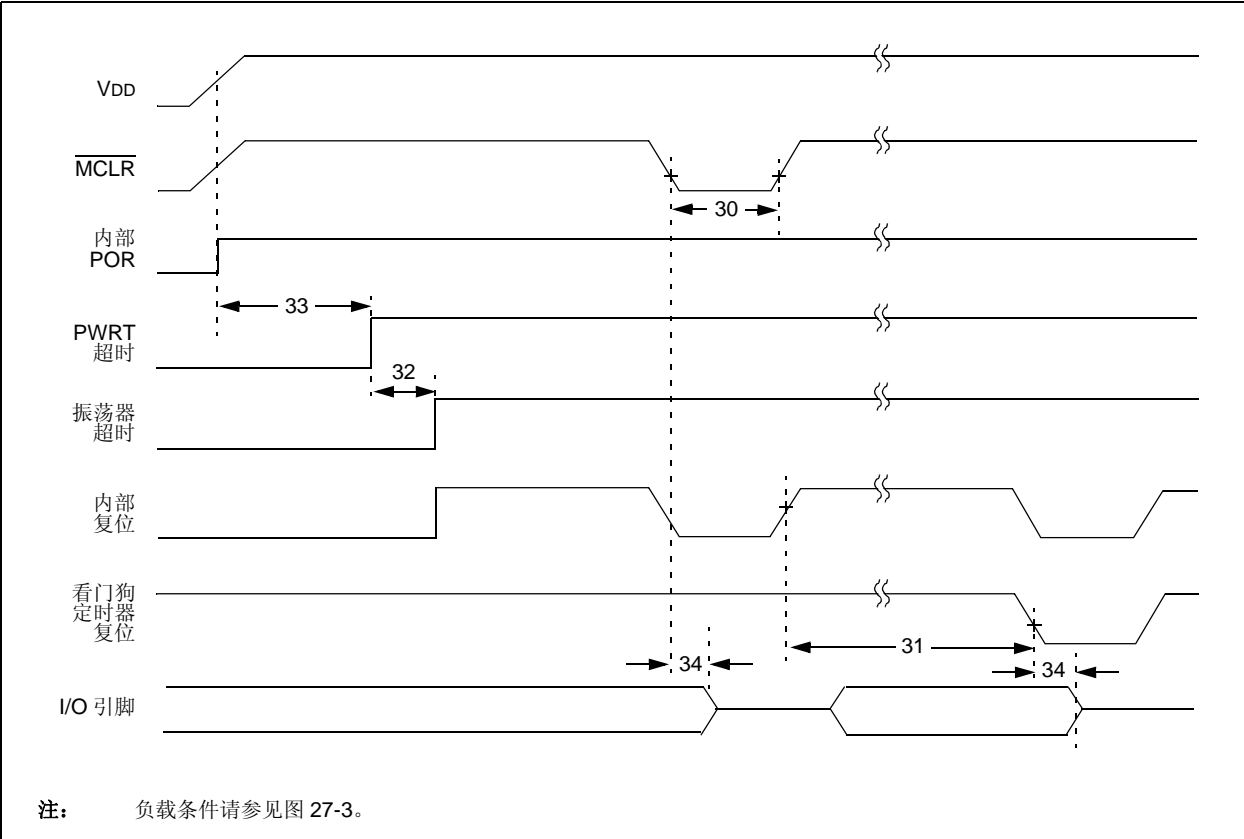 VDD
MCLR
30
内部
POR
33
PWRT
超时
32
振荡器
超时
内部
复位
看门狗
定时器
复位
31
34
34
I/O 引脚
注： 负载条件请参见图 27-3。